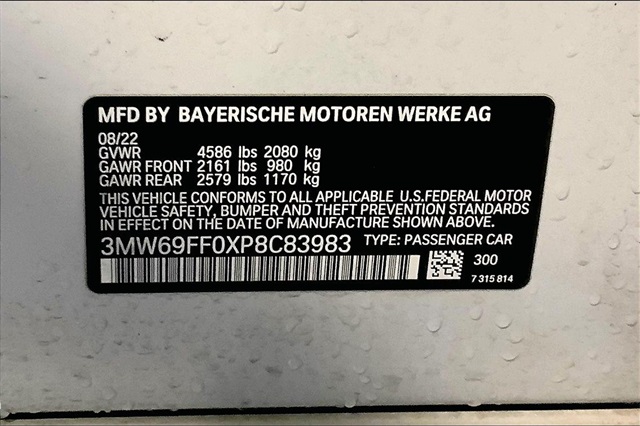 MFD BY BAYERISCHE MOTOREN WERKE AG
08/22
GVWR 4586 lbs 2080 kg
GAWR FRONT 2161 lbs 980 kg
GAWR REAR 2579 lbs 1170 kg
THIS VEHICLE CONFORMS TO ALL APPLICABLE U.S.FEDERAL MOTOR
VEHICLE SAFETY, BUMPER AND THEFT PREVENTION STANDARDS
IN EFFECT ON THE DATE OF MANUFACTURE SHOWN ABOVE.
3MW69FF0XP8C83983 TYPE: PASSENGER CAR
300
7 315 814